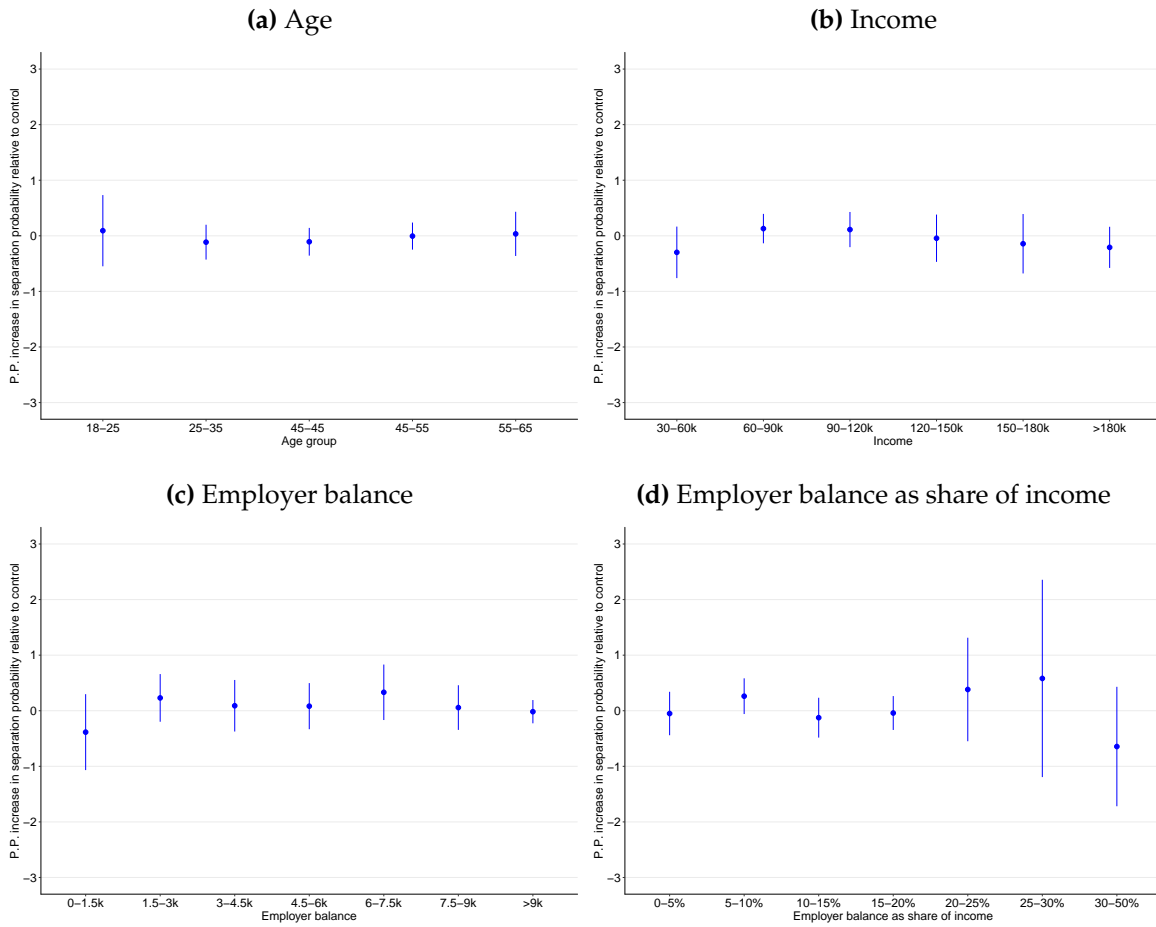 (a) Age
P.P. increase in separation probability relative to control
3
2
1
0
−1
−2
−3
18−25 25−35 45−45 45−55 55−65
Age group
(b) Income
P.P. increase in separation probability relative to control
3
2
1
0
−1
−2
−3
30−60k 60−90k 90−120k 120−150k 150−180k >180k
Income
(c) Employer balance
P.P. increase in separation probability relative to control
3
2
1
0
−1
−2
−3
0−1.5k 1.5−3k 3−4.5k 4.5−6k 6−7.5k 7.5−9k >9k
Employer balance
(d) Employer balance as share of income
P.P. increase in separation probability relative to control
3
2
1
0
−1
−2
−3
0−5% 5−10% 10−15% 15−20% 20−25% 25−30% 30−50%
Employer balance as share of income